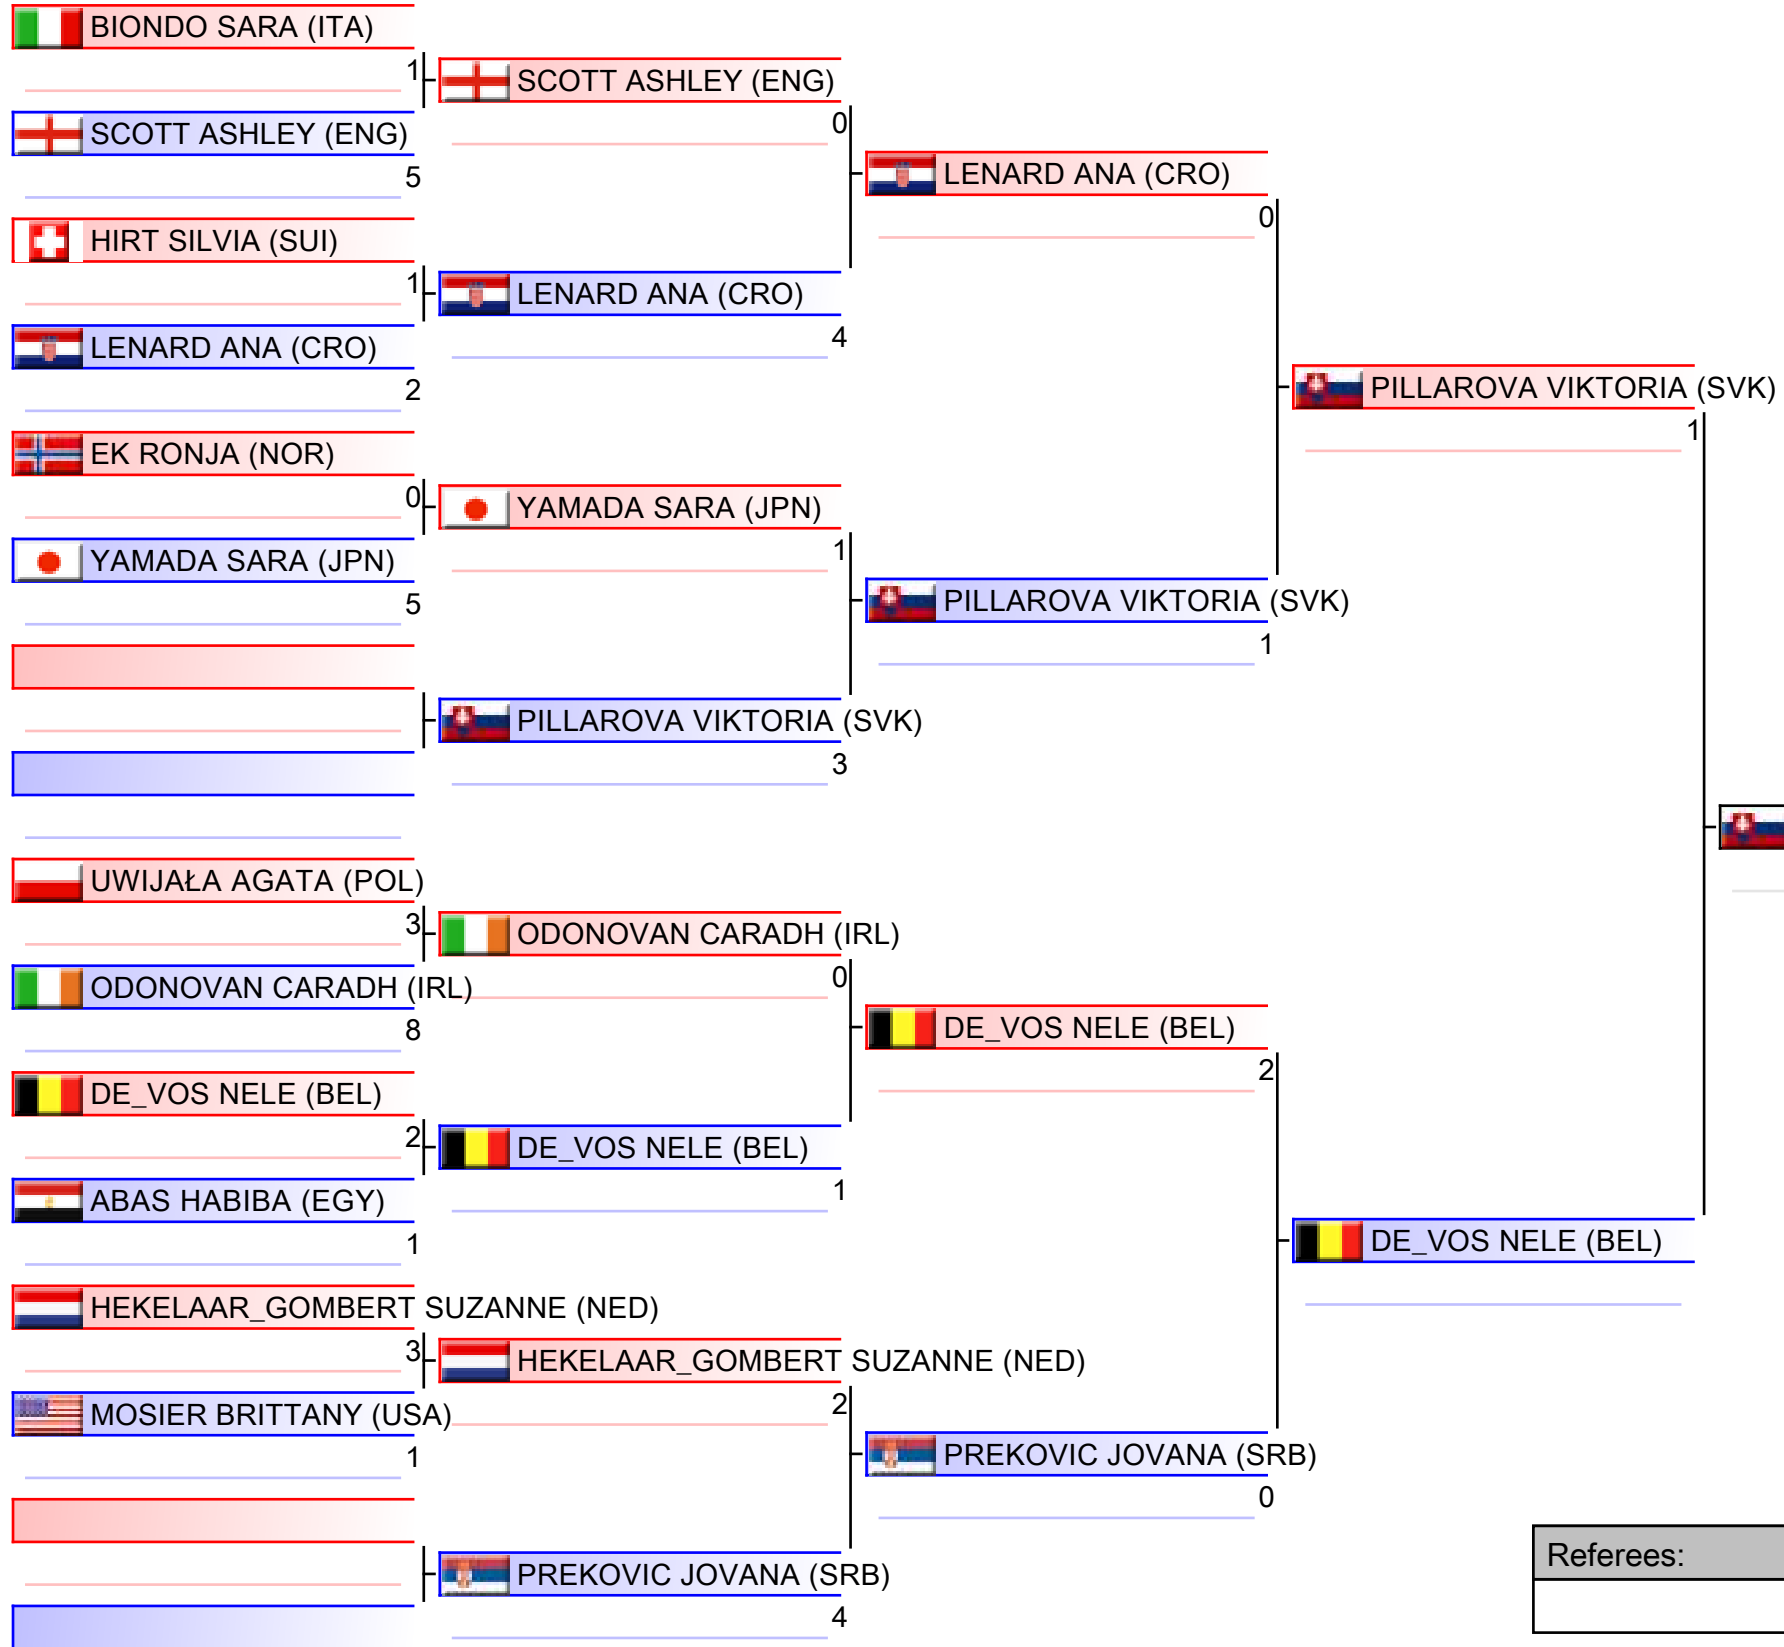 BIONDO SARA (ITA)
1
SCOTT ASHLEY (ENG)
5
HIRT SILVIA (SUI)
1
LENARD ANA (CRO)
2
EK RONJA (NOR)
0
YAMADA SARA (JPN)
5
UWIJAŁA AGATA (POL)
3
ODONOVAN CARADH (IRL)
8
DE_VOS NELE (BEL)
2
ABAS HABIBA (EGY)
1
HEKELAAR_GOMBERT SUZANNE (NED)
3
MOSIER BRITTANY (USA)
1
SCOTT ASHLEY (ENG)
0
LENARD ANA (CRO)
4
YAMADA SARA (JPN)
1
PILLAROVA VIKTORIA (SVK)
3
ODONOVAN CARADH (IRL)
0
DE_VOS NELE (BEL)
1
HEKELAAR_GOMBERT SUZANNE (NED)
2
PREKOVIC JOVANA (SRB)
4
LENARD ANA (CRO)
0
PILLAROVA VIKTORIA (SVK)
1
DE_VOS NELE (BEL)
2
PREKOVIC JOVANA (SRB)
0
PILLAROVA VIKTORIA (SVK)
1
DE_VOS NELE (BEL)
Referees: